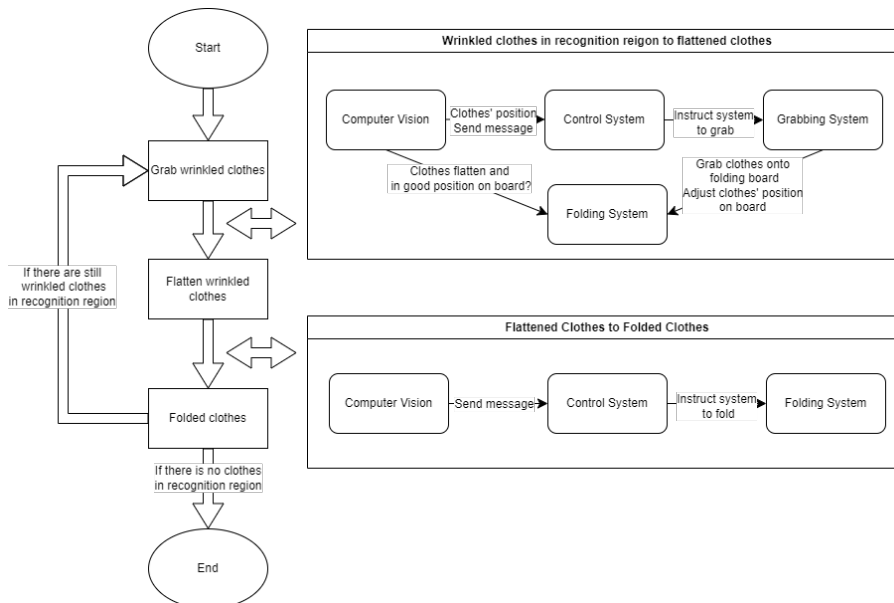 Start
Grab wrinkled clothes
If there are still
wrinkled clothes
in recognition region
Flatten wrinkled
clothes
Folded clothes
If there is no clothes
in recognition region
End
Wrinkled clothes in recognition reigon to flattened clothes
Computer Vision
Clothes' position
Send message
Control System
Instruct system
to grab
Grabbing System
Clothes flatten and
in good position on board?
Grab clothes onto
folding board
Adjust clothes' position
on board
Folding System
Flattened Clothes to Folded Clothes
Computer Vision
Send message
Control System
Instruct system
to fold
Folding System